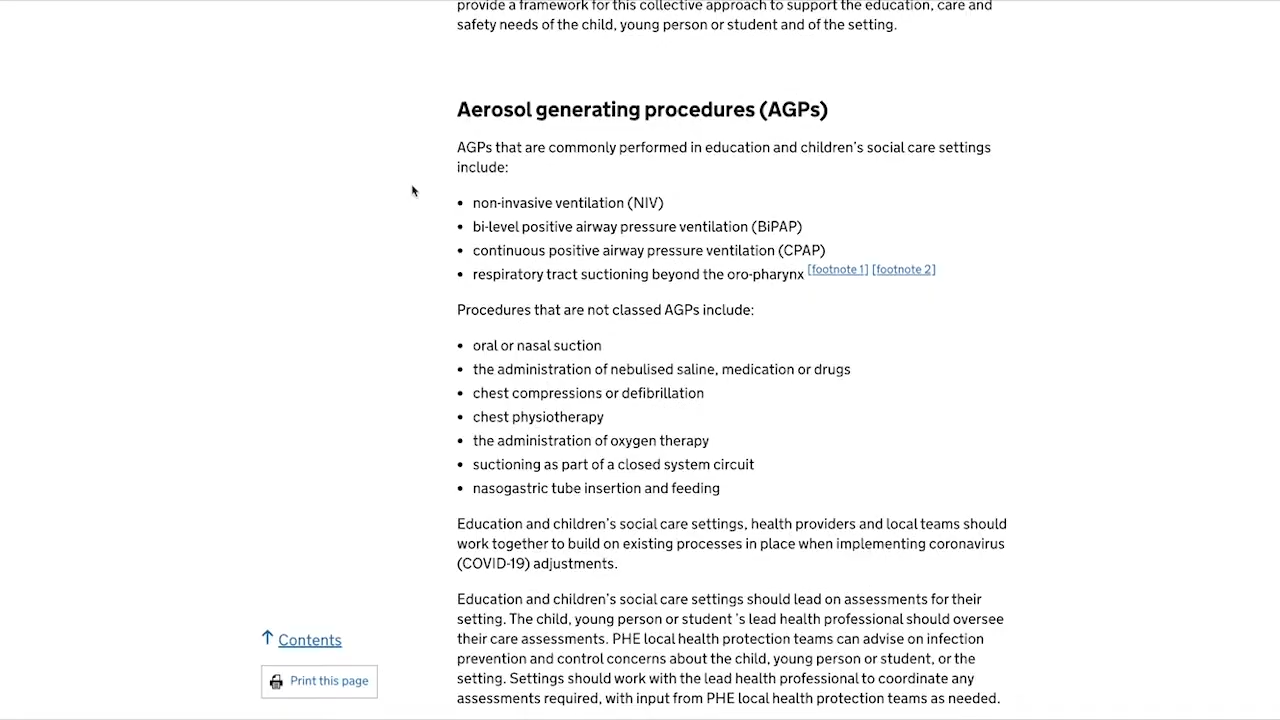 provide a framework for this collective approach to support the education, care and
safety needs of the child, young person or student and of the setting.
Aerosol generating procedures (AGPs)
AGPs that are commonly performed in education and children’s social care settings
include:
• non-invasive ventilation (NIV)
• bi-level positive airway pressure ventilation (BiPAP)
• continuous positive airway pressure ventilation (CPAP)
• respiratory tract suctioning beyond the oro-pharynx [footnote 1] [footnote 2]
Procedures that are not classed AGPs include:
• oral or nasal suction
• the administration of nebulised saline, medication or drugs
• chest compressions or defibrillation
• chest physiotherapy
• the administration of oxygen therapy
• suctioning as part of a closed system circuit
• nasogastric tube insertion and feeding
Education and children’s social care settings, health providers and local teams should
work together to build on existing processes in place when implementing coronavirus
(COVID-19) adjustments.
Education and children’s social care settings should lead on assessments for their
setting. The child, young person or student ’s lead health professional should oversee
their care assessments. PHE local health protection teams can advise on infection
prevention and control concerns about the child, young person or student, or the
setting. Settings should work with the lead health professional to coordinate any
assessments required, with input from PHE local health protection teams as needed.
↑ Contents
Print this page